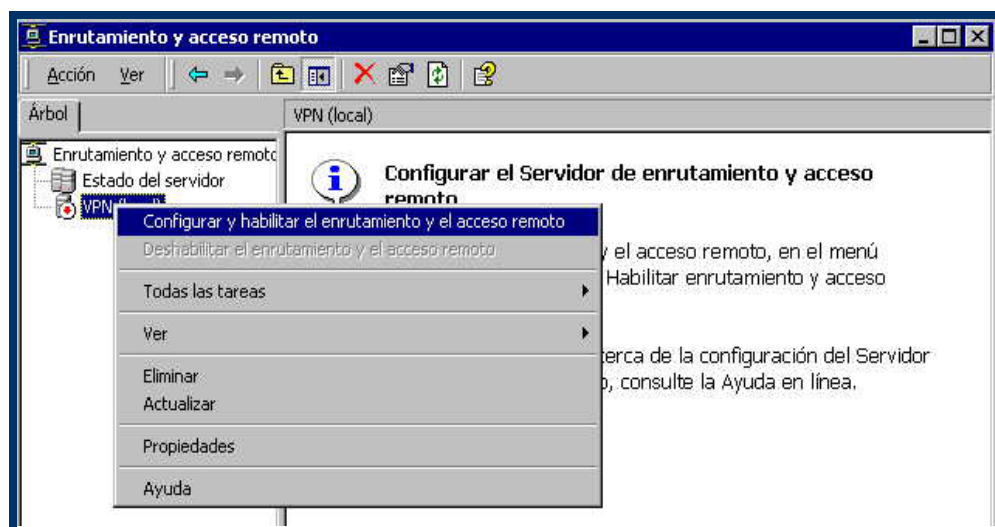 Enrutamiento y acceso remoto
Acción Ver
Árbol
VPN (local)
Enrutamiento y acceso remoto
Estado del servidor
VPN
Configurar el Servidor de enrutamiento y acceso
remoto
Configurar y habilitar el enrutamiento y el acceso remoto
Deshabilitar el enrutamiento y el acceso remoto
Todas las tareas
Ver
Eliminar
Actualizar
Propiedades
Ayuda
y el acceso remoto, en el menú
Habilitar enrutamiento y acceso
de la configuración del Servidor
consulte la Ayuda en línea.